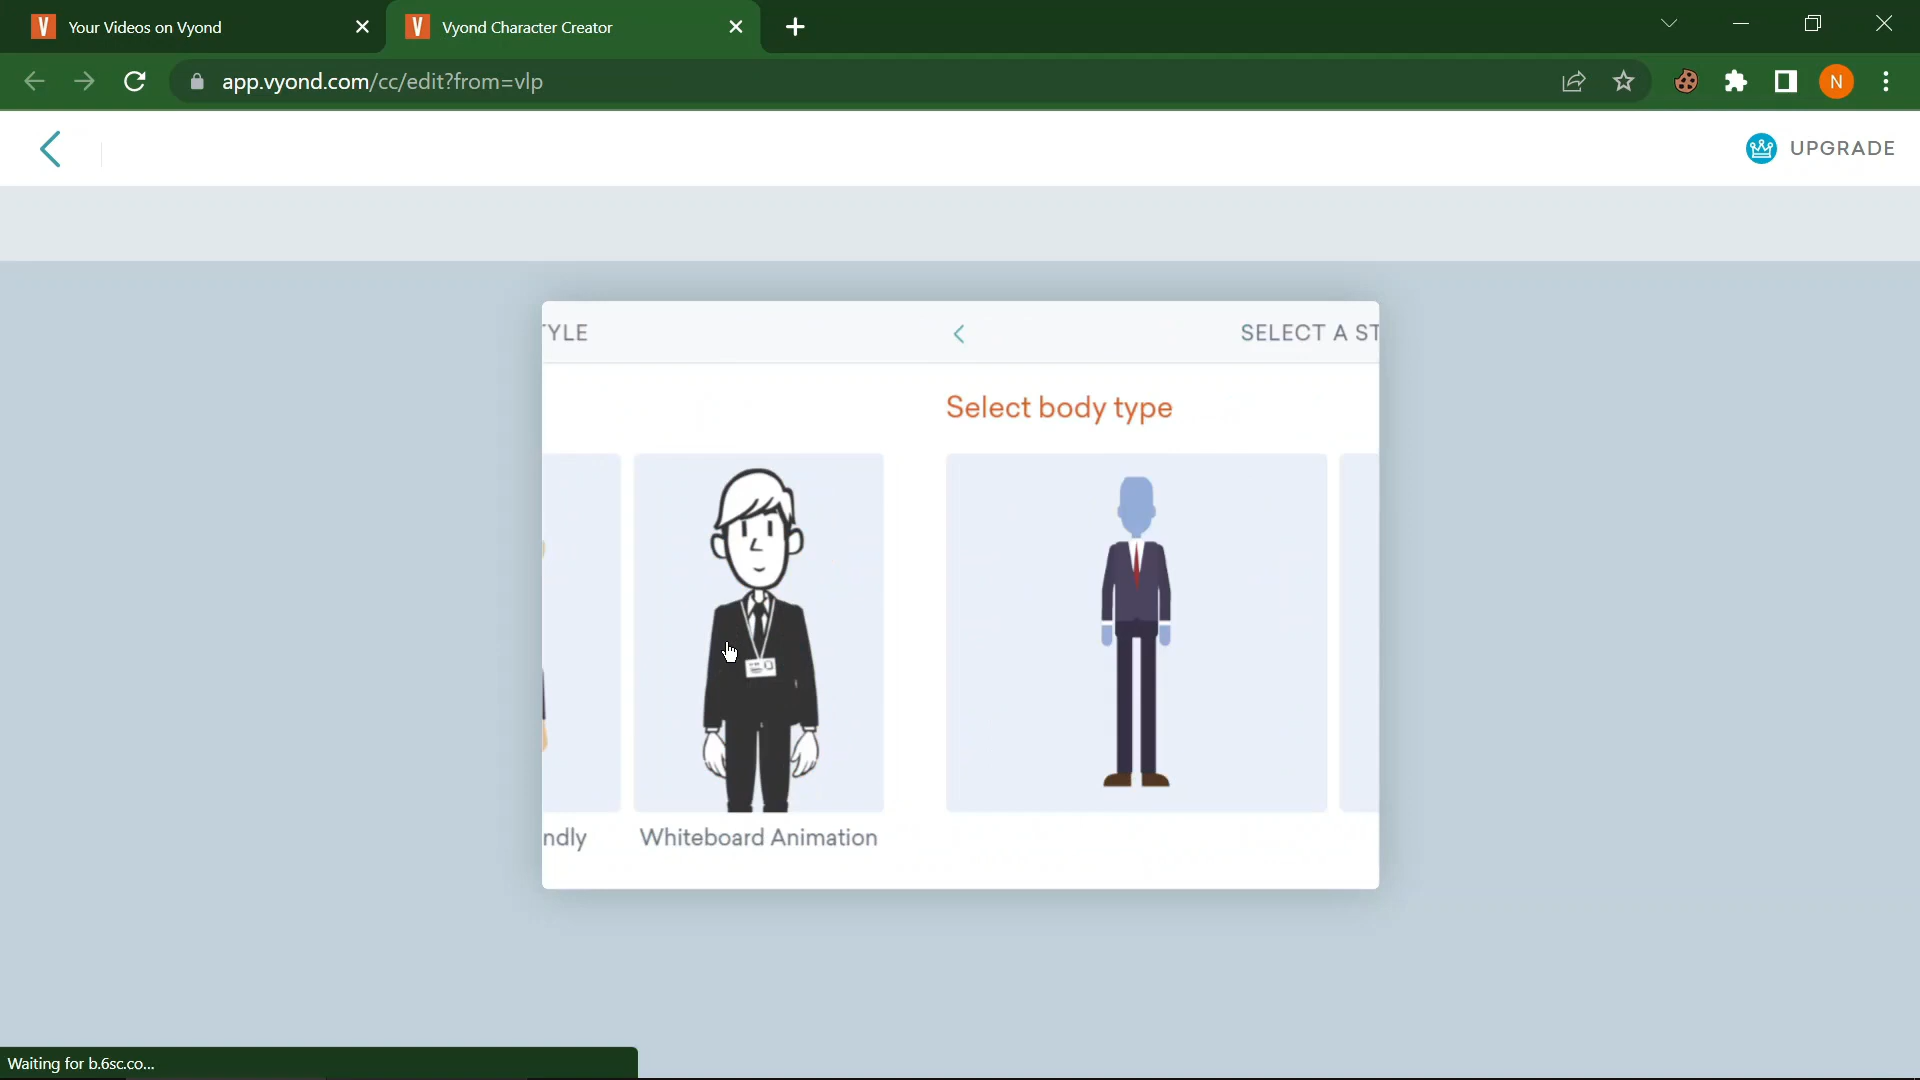 Your Videos on Vyond
Vyond Character Creator
app.vyond.com/cc/edit?from=vlp
N
UPGRADE
TYLE
SELECT A ST
Select body type
ndly
Whiteboard Animation
Waiting for b.6sc.co...